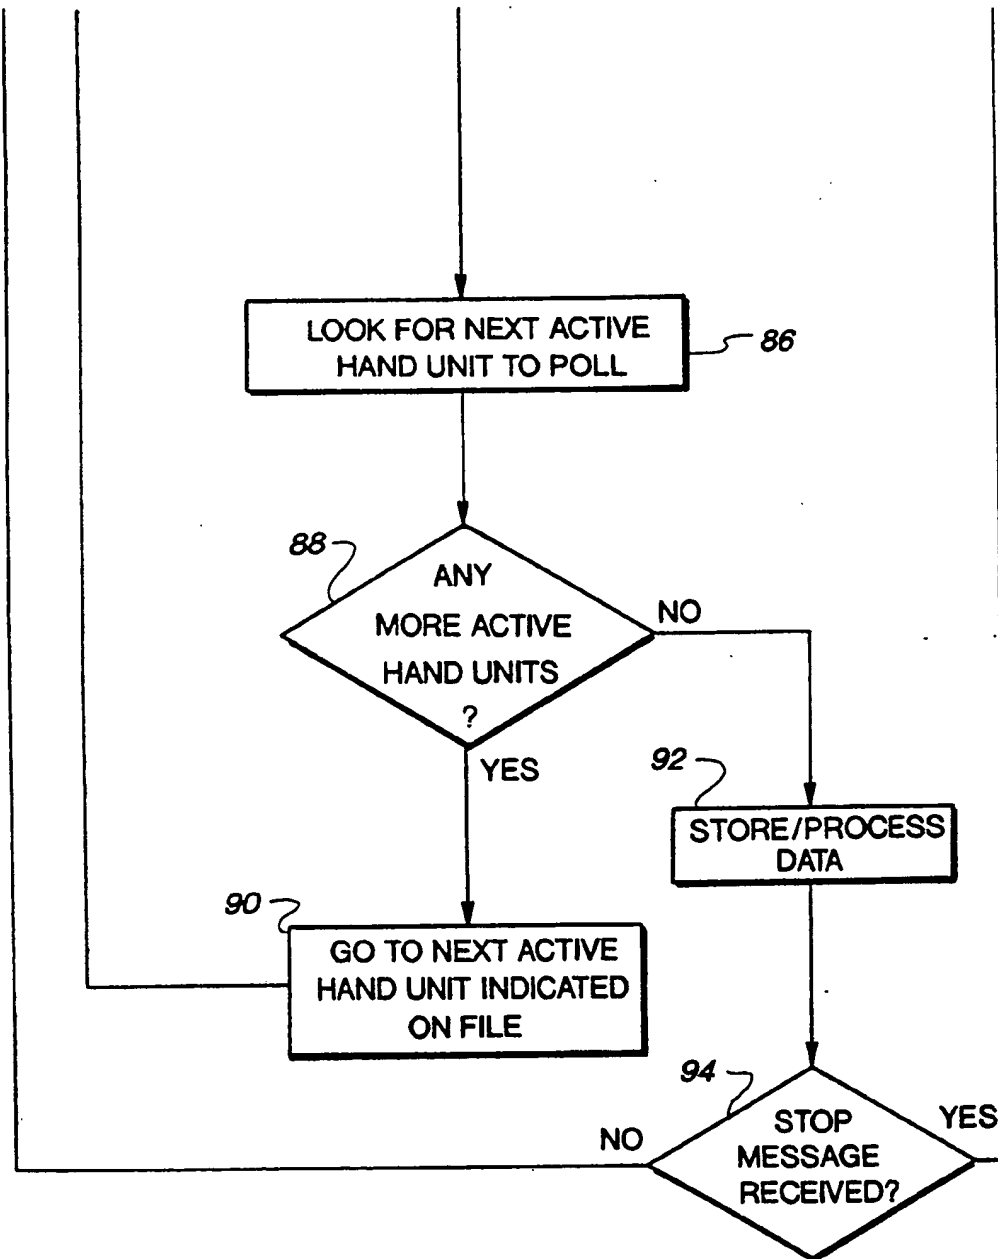 LOOK FOR NEXT ACTIVE
HAND UNIT TO POLL
86
88
ANY
MORE ACTIVE
HAND UNITS
?
NO
YES
92
STORE/PROCESS
DATA
90
GO TO NEXT ACTIVE
HAND UNIT INDICATED
ON FILE
94
STOP
MESSAGE
RECEIVED?
NO
YES